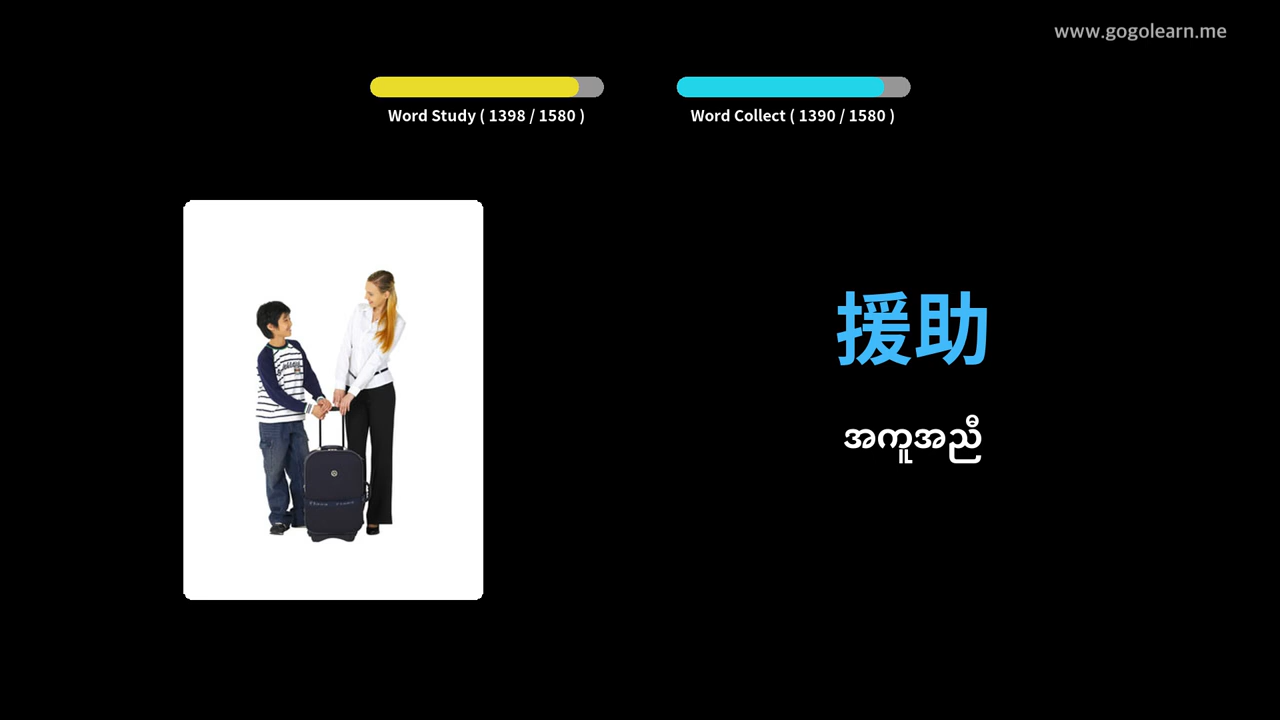 www.gogolearn.me
Word Study ( 1398 / 1580 )
Word Collect ( 1390 / 1580 )
援助
အကူအညီ